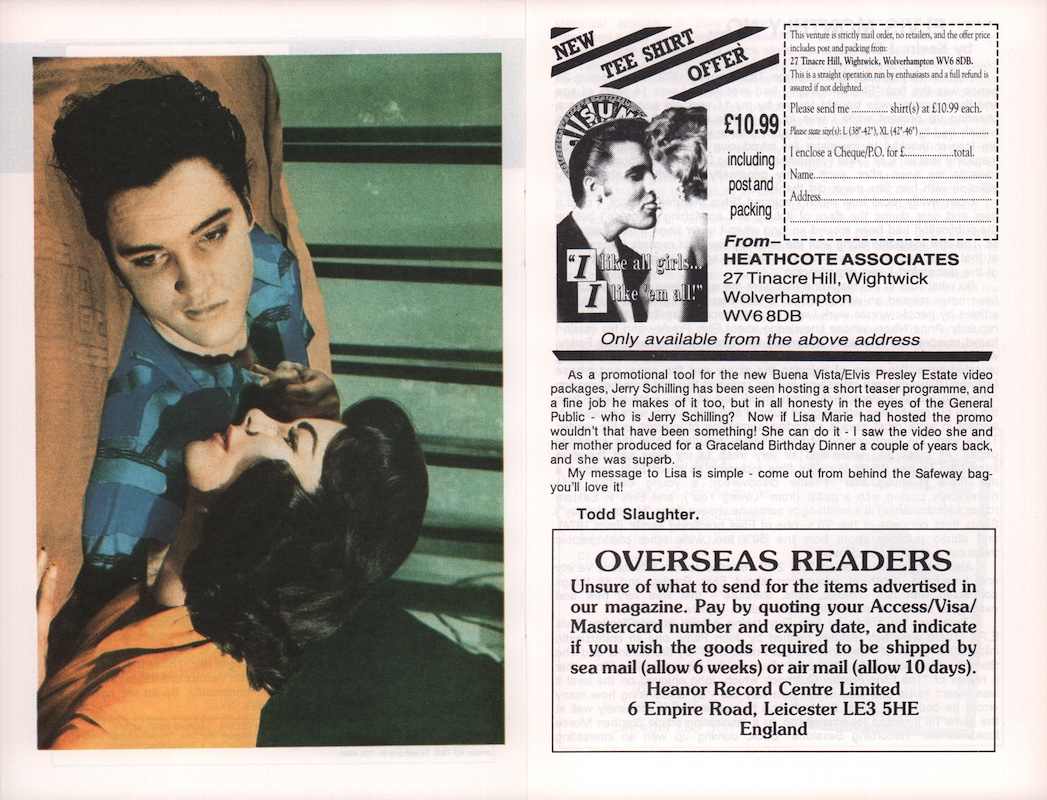 NEW
TEE SHIRT
OFFER
SUN
"I like all girls...
I like 'em all!"
£10.99
including
post and
packing
This venture is strictly mail order, no retailers, and the offer price
includes post and packing from:
27 Tinacre Hill, Wightwick, Wolverhampton WV6 8DB.
This is a straight operation run by enthusiasts and a full refund is
assured if not delighted.
Please send me .............. shirt(s) at £10.99 each.
Please state size(s): L (38"-42"), XL (42"-46") ..............................
I enclose a Cheque/P.O. for £...................total.
Name..............................................................
Address...........................................................
......................................................................
From–
HEATHCOTE ASSOCIATES
27 Tinacre Hill, Wightwick
Wolverhampton
WV6 8DB
Only available from the above address
As a promotional tool for the new Buena Vista/Elvis Presley Estate video
packages, Jerry Schilling has been seen hosting a short teaser programme, and
a fine job he makes of it too, but in all honesty in the eyes of the General
Public - who is Jerry Schilling? Now if Lisa Marie had hosted the promo
wouldn't that have been something! She can do it - I saw the video she and
her mother produced for a Graceland Birthday Dinner a couple of years back,
and she was superb.
My message to Lisa is simple - come out from behind the Safeway bag-
you'll love it!
Todd Slaughter.
OVERSEAS READERS
Unsure of what to send for the items advertised in
our magazine. Pay by quoting your Access/Visa/
Mastercard number and expiry date, and indicate
if you wish the goods required to be shipped by
sea mail (allow 6 weeks) or air mail (allow 10 days).
Heanor Record Centre Limited
6 Empire Road, Leicester LE3 5HE
England